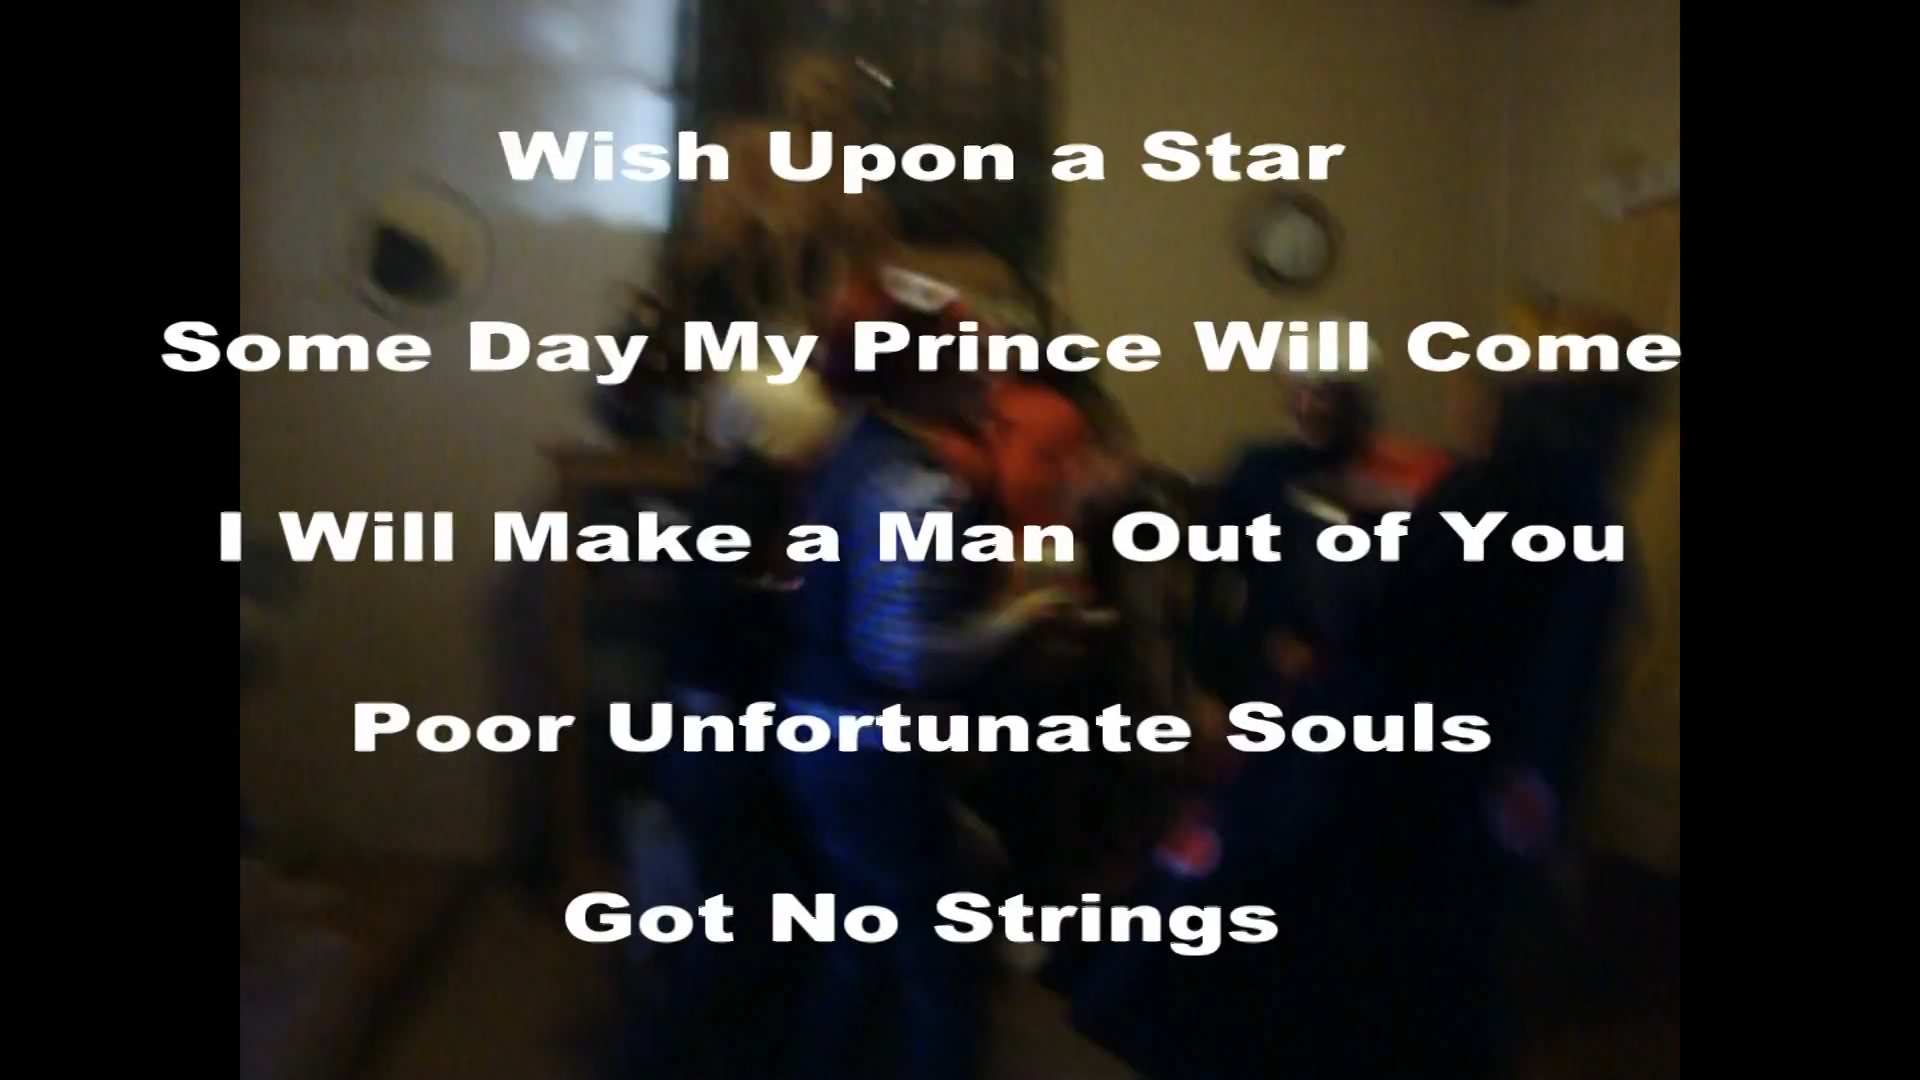 Wish Upon a Star
Some Day My Prince Will Come
I Will Make a Man Out of You
Poor Unfortunate Souls
Got No Strings